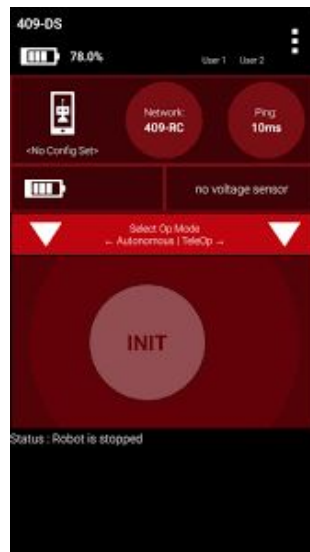 409-DS
78.0%
User 1 User 2
Network:
409-RC
Ping:
10ms
<No Config Set>
no voltage sensor
Select Op Mode
← Autonomous | TeleOp →
INIT
Status : Robot is stopped